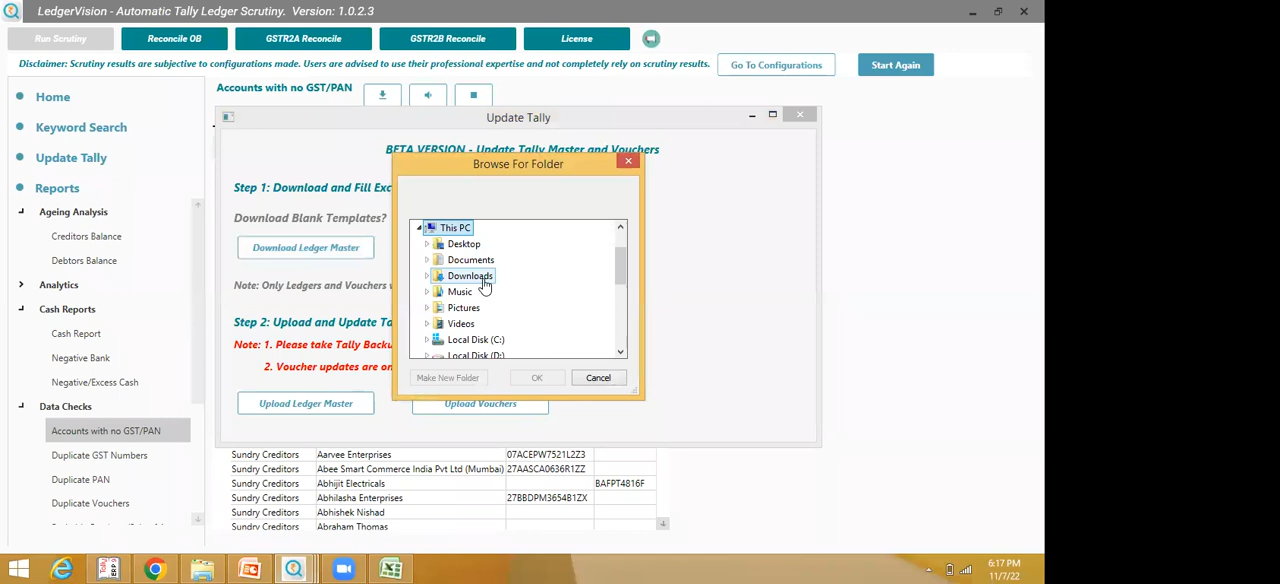 LedgerVision - Automatic Tally Ledger Scrutiny. Version: 1.0.2.3
Run Scrutiny Reconcile OB GSTR2A Reconcile GSTR2B Reconcile License
Disclaimer: Scrutiny results are subjective to configurations made. Users are advised to use their professional expertise and not completely rely on scrutiny results. Go To Configurations Start Again
Home
Keyword Search
Update Tally
Reports
Ageing Analysis
Creditors Balance
Debtors Balance
Analytics
Cash Reports
Cash Report
Negative Bank
Negative/Excess Cash
Data Checks
Accounts with no GST/PAN
Duplicate GST Numbers
Duplicate PAN
Duplicate Vouchers
Accounts with no GST/PAN
Update Tally
BETA VERSION - Update Tally Master and Vouchers
Step 1: Download and Fill Exc
Download Blank Templates?
Download Ledger Master
Note: Only Ledgers and Vouchers
Step 2: Upload and Update Ta
Note: 1. Please take Tally Backu
2. Voucher updates are on
Upload Ledger Master Upload Vouchers
Browse For Folder
This PC
Desktop
Documents
Downloads
Music
Pictures
Videos
Local Disk (C:)
Local Disk (D:)
Make New Folder OK Cancel
Sundry Creditors Aarvee Enterprises 07ACEPW7521L2Z3
Sundry Creditors Abee Smart Commerce India Pvt Ltd (Mumbai) 27AASCA0636R1ZZ
Sundry Creditors Abhijit Electricals BAFPT4816F
Sundry Creditors Abhilasha Enterprises 27BBDPM3654B1ZX
Sundry Creditors Abhishek Nishad
Sundry Creditors Abraham Thomas
Tally ERP 9
6:17 PM
11/7/22